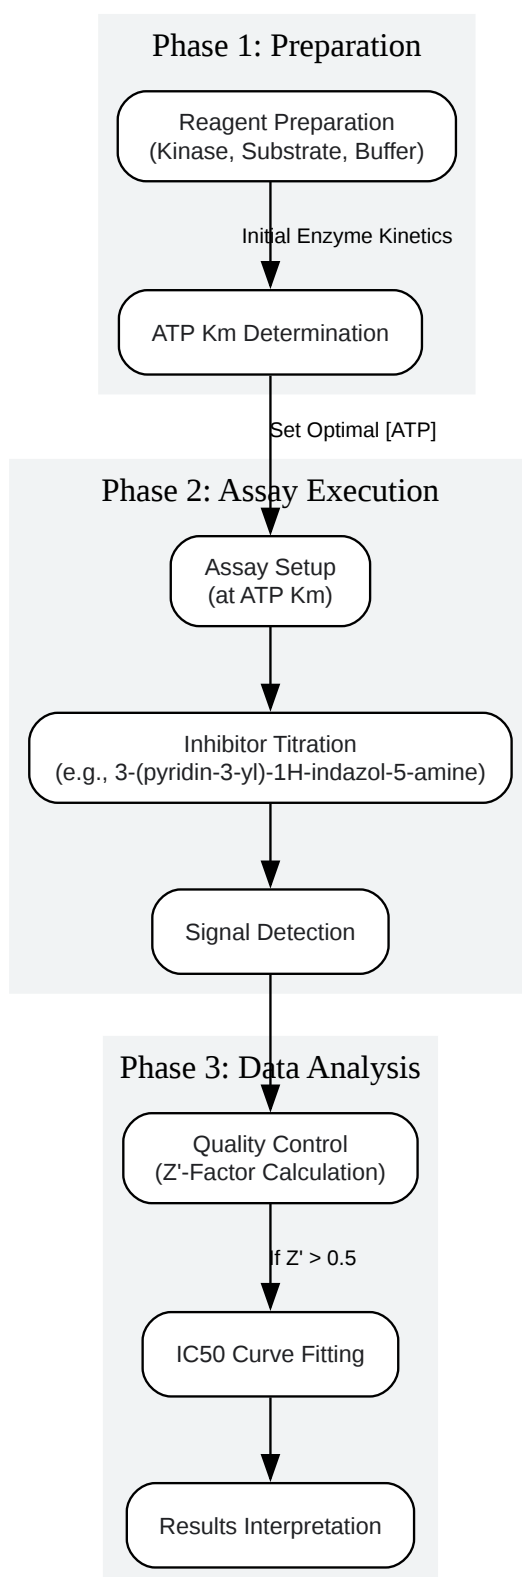 Phase 1: Preparation
Reagent Preparation
(Kinase, Substrate, Buffer)
Initial Enzyme Kinetics
ATP Km Determination
Set Optimal [ATP]
Phase 2: Assay Execution
Assay Setup
(at ATP Km)
Inhibitor Titration
(e.g., 3-(pyridin-3-yl)-1H-indazol-5-amine)
Signal Detection
Phase 3: Data Analysis
Quality Control
(Z'-Factor Calculation)
If Z' > 0.5
IC50 Curve Fitting
Results Interpretation